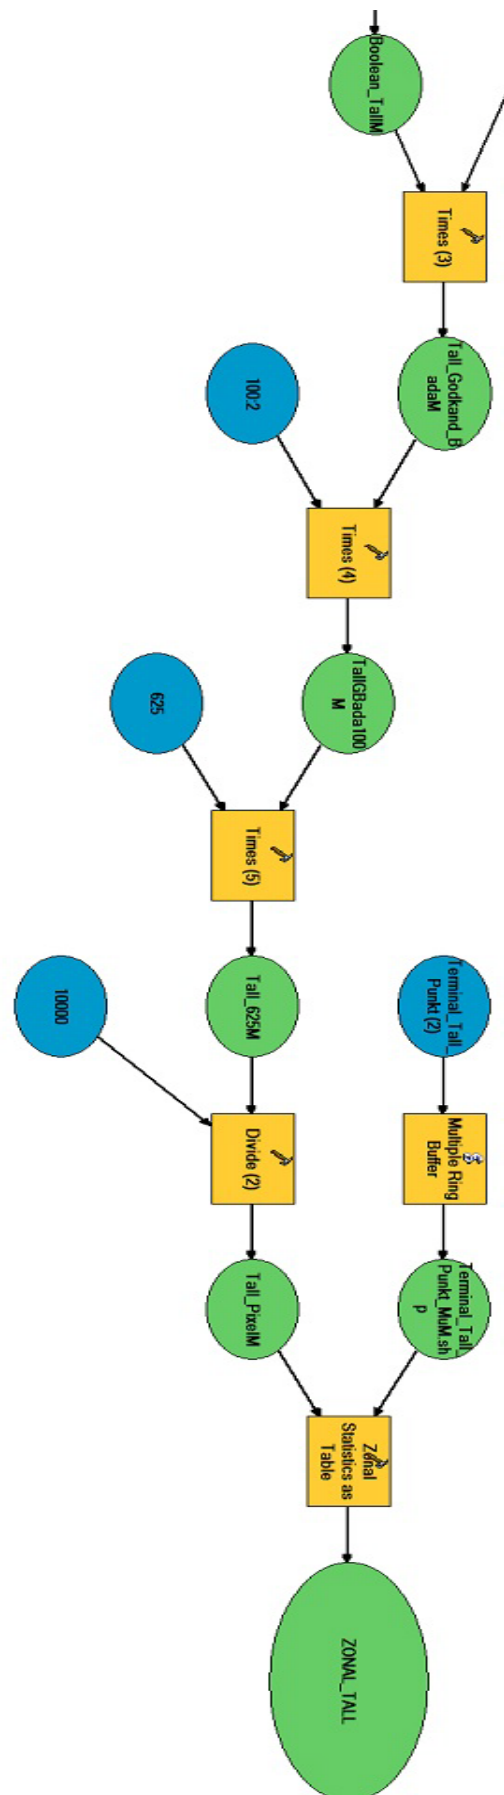 Boolean_TallM
Times (3)
Tall_Godkand_B
adaM
100:2
Times (4)
TallGBada100
M
625
Times (5)
10000
Tall_625M
Terminal_Tall_
Punkt (2)
Divide (2)
Multiple Ring
Buffer
Tall_PixelM
Terminal_Tall_
Punkt_MuM.sh
p
Zonal
Statistics as
Table
ZONAL_TALL